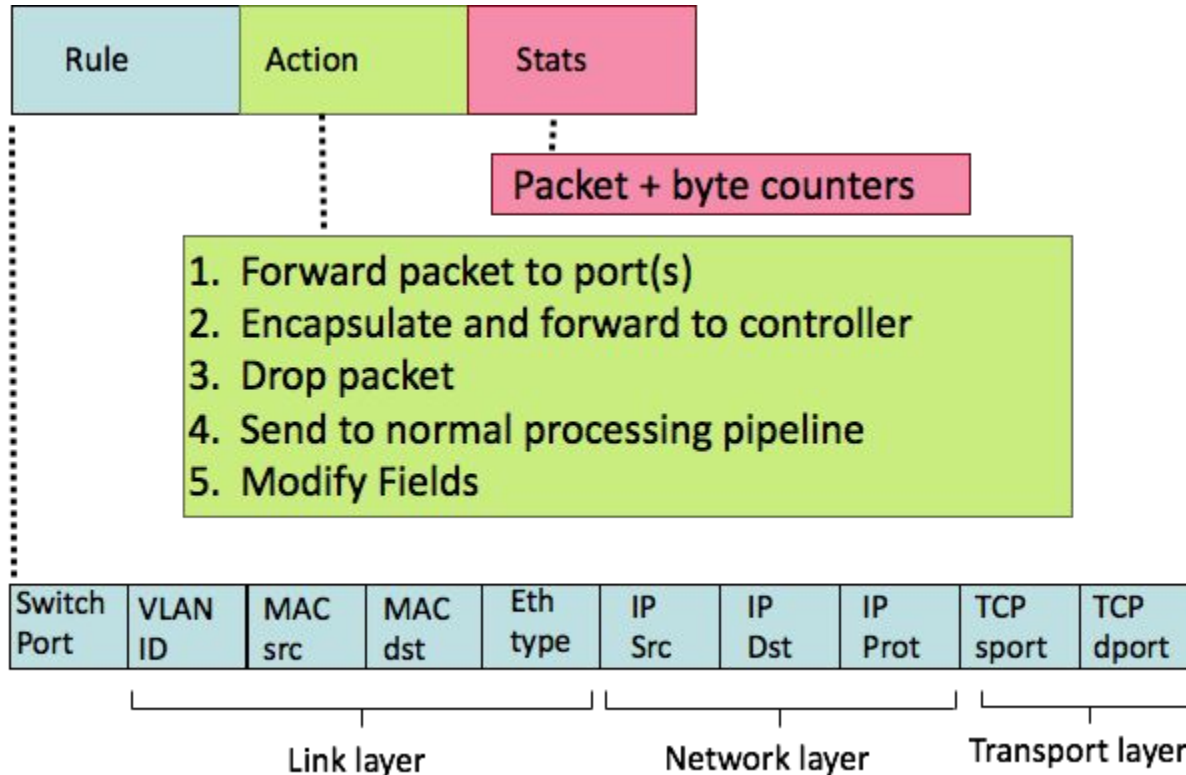 Rule Action Stats
Packet + byte counters
1. Forward packet to port(s)
2. Encapsulate and forward to controller
3. Drop packet
4. Send to normal processing pipeline
5. Modify Fields
Switch Port
VLAN ID
MAC src
MAC dst
Eth type
IP Src
IP Dst
IP Prot
TCP sport
TCP dport
Link layer
Network layer
Transport layer